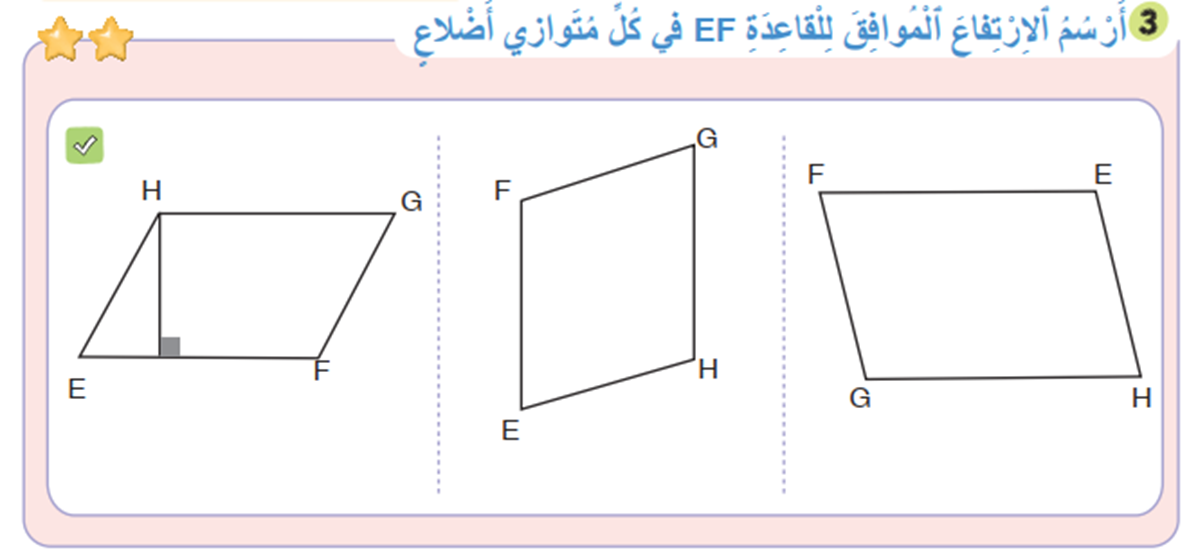 3 أَرْسُمُ ٱلِارْتِفاعَ ٱلْمُوافِقَ لِلْقاعِدَةِ EF في كُلِّ مُتَوازي أَضْلاعٍ
H G
E F
G
F
H
E
F E
G H